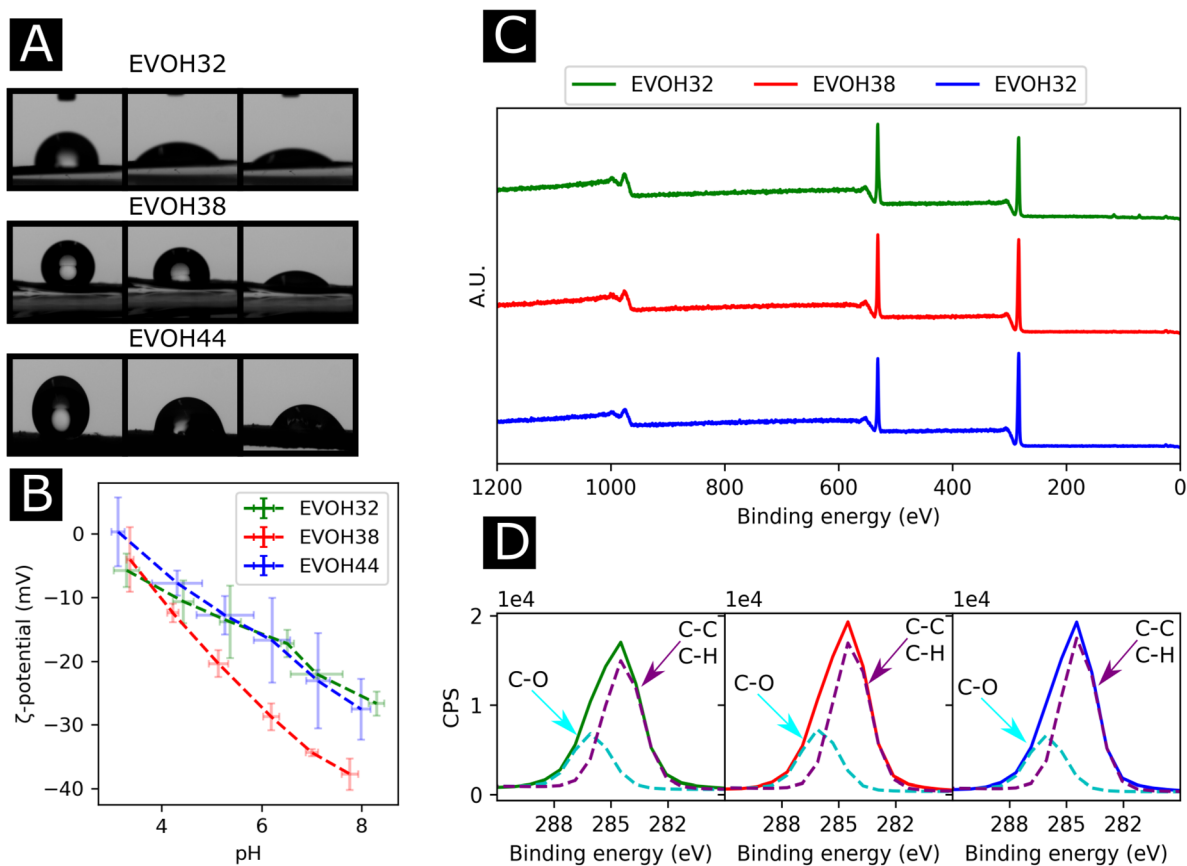 A
EVOH32
EVOH38
EVOH44
B
ζ-potential (mV)
0
−10
−20
−30
−40
EVOH32
EVOH38
EVOH44
4 6 8
pH
C
EVOH32 EVOH38 EVOH32
A.U.
1200 1000 800 600 400 200 0
Binding energy (eV)
D
CPS
1e4 1e4 1e4
2
1
0
C-O
C-C
C-H
C-O
C-C
C-H
C-O
C-C
C-H
288 285 282 288 285 282 288 285 282
Binding energy (eV) Binding energy (eV) Binding energy (eV)